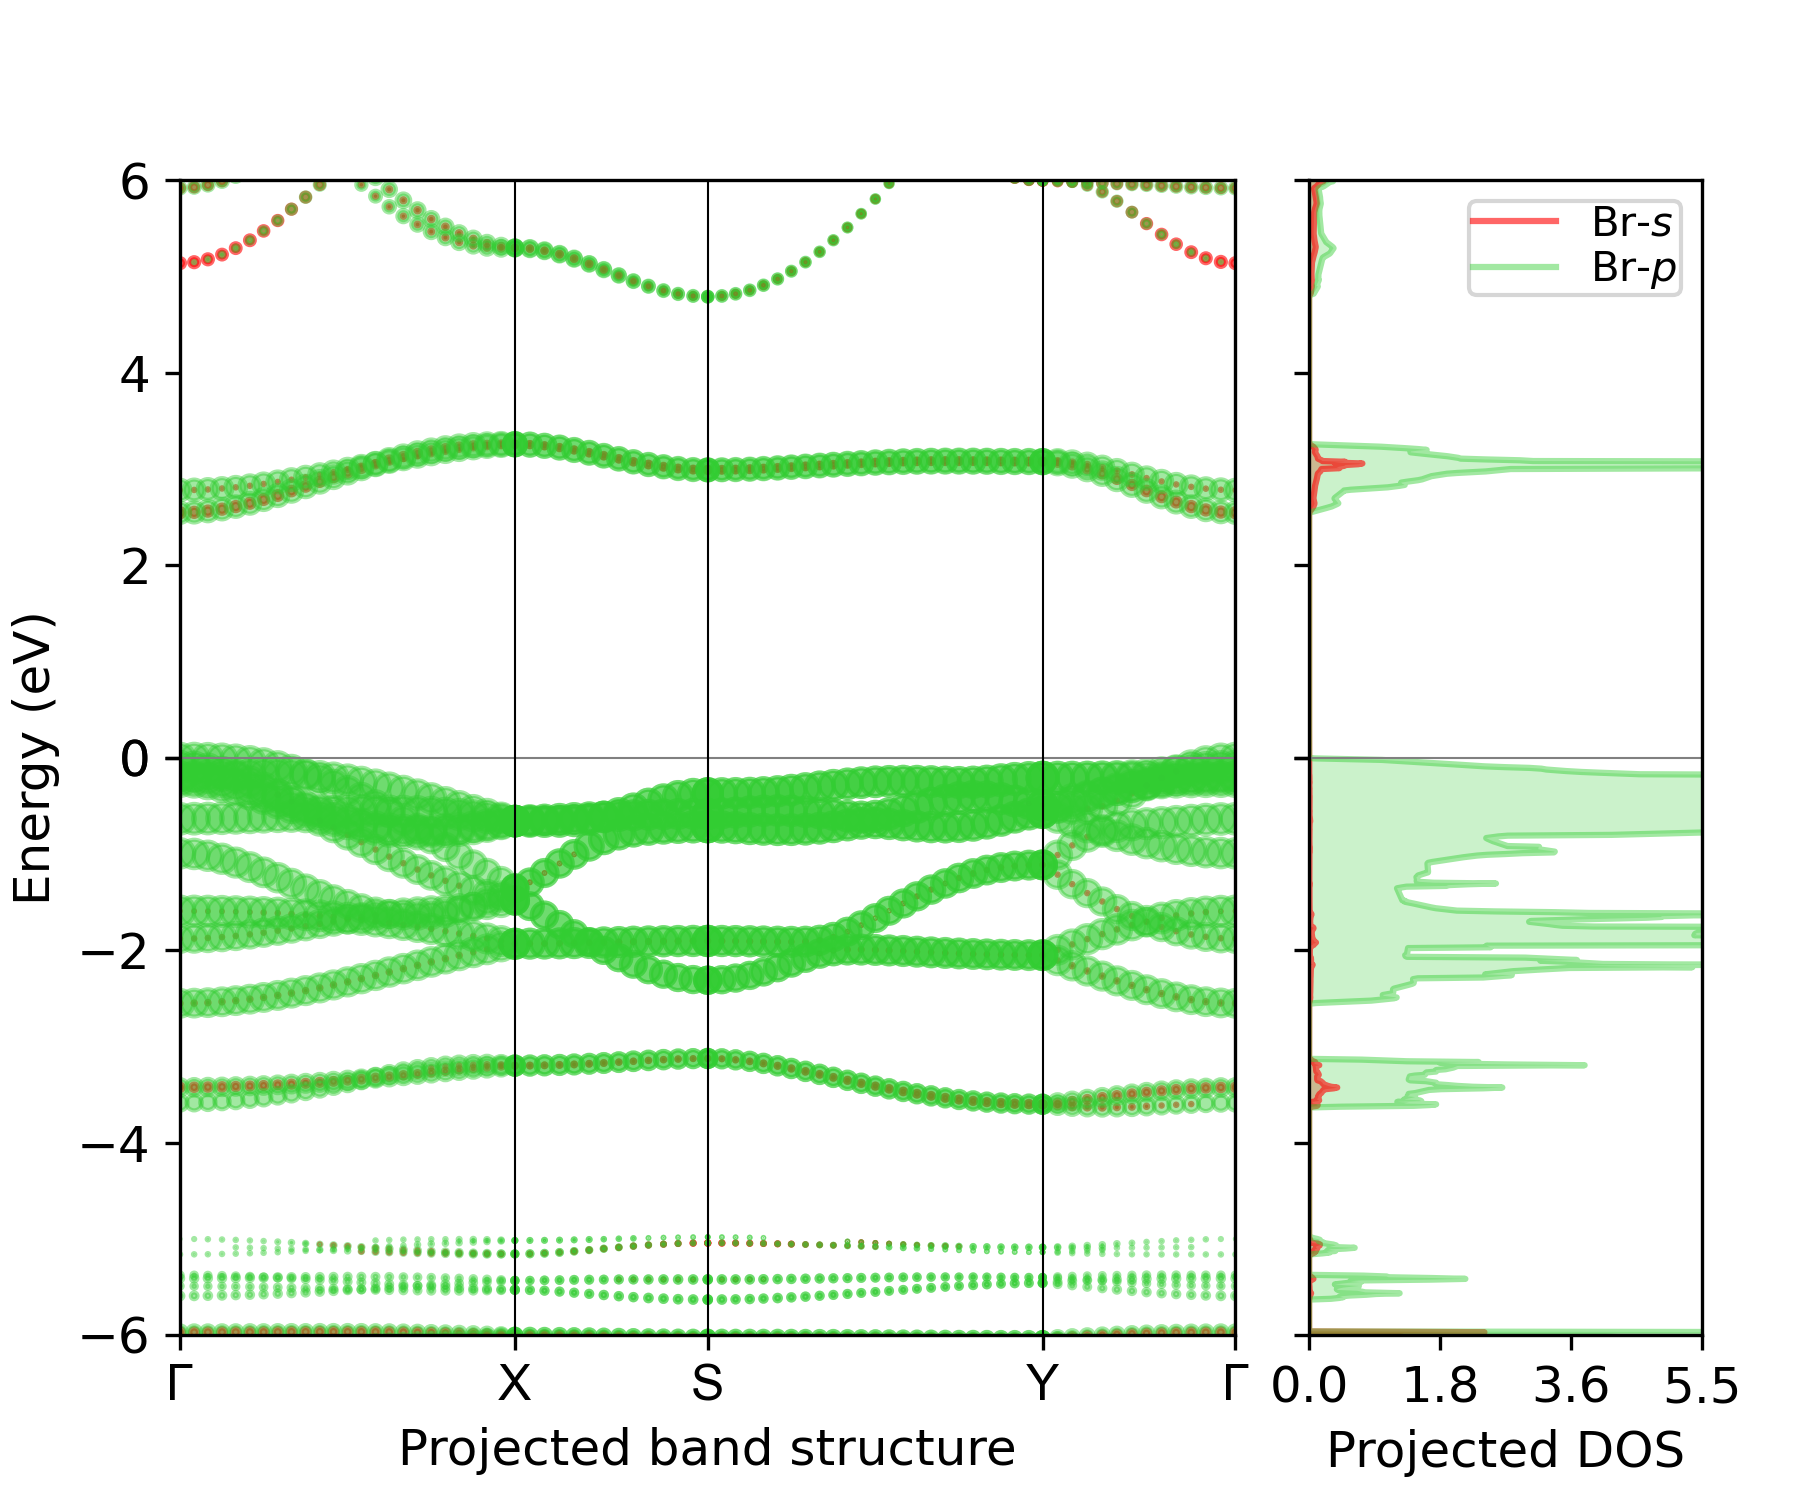 6
4
2
0
−2
−4
−6
Energy (eV)
Γ X S Y Γ
Projected band structure
Br-s
Br-p
0.0 1.8 3.6 5.5
Projected DOS